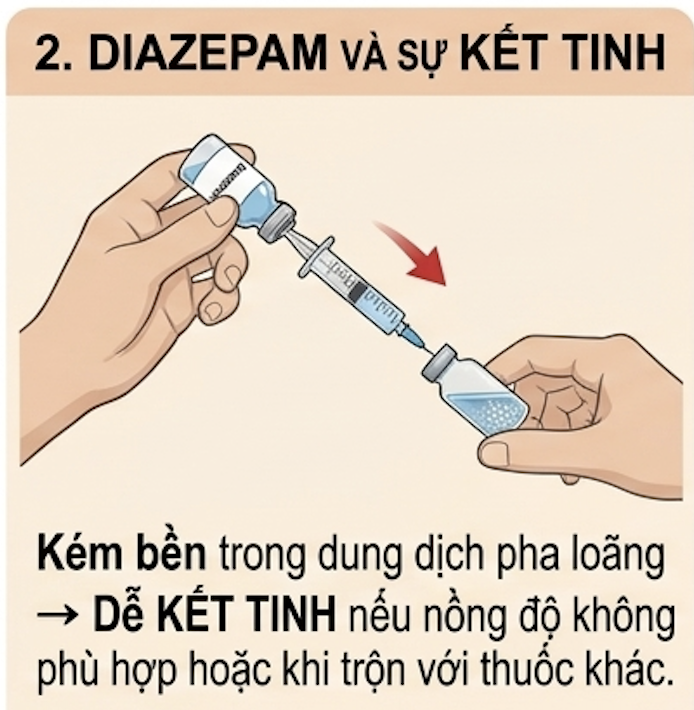 2. DIAZEPAM VÀ SỰ KẾT TINH
Kém bền trong dung dịch pha loãng
→ Dễ KẾT TINH nếu nồng độ không
phù hợp hoặc khi trộn với thuốc khác.